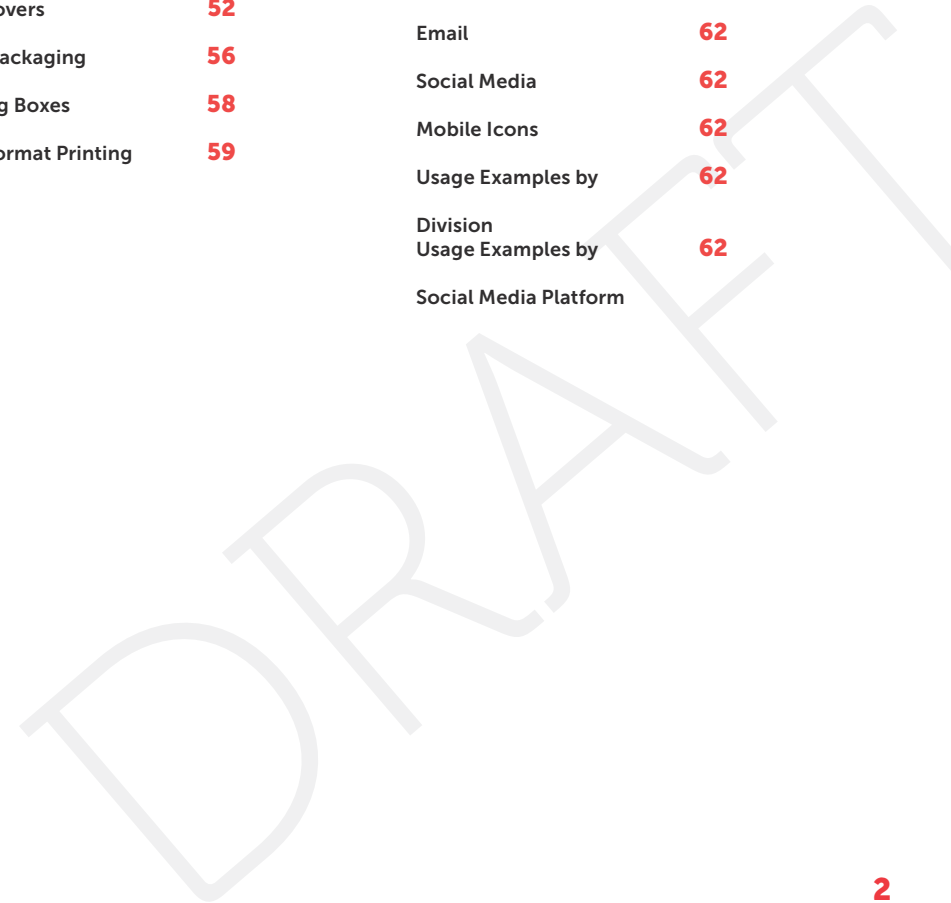 overs 52
ackaging 56
g Boxes 58
ormat Printing 59
Email 62
Social Media 62
Mobile Icons 62
Usage Examples by 62
Division
Usage Examples by 62
Social Media Platform
DRAFT
2